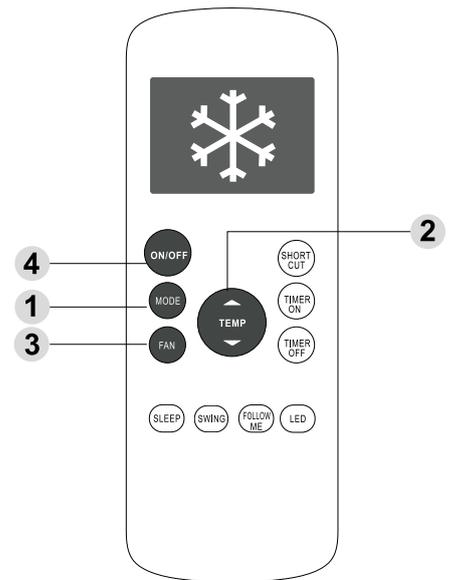 2
ON/OFF
SHORT
CUT
4
1
MODE
TEMP
TIMER
ON
3
FAN
TIMER
OFF
SLEEP
SWING
FOLLOW
ME
LED